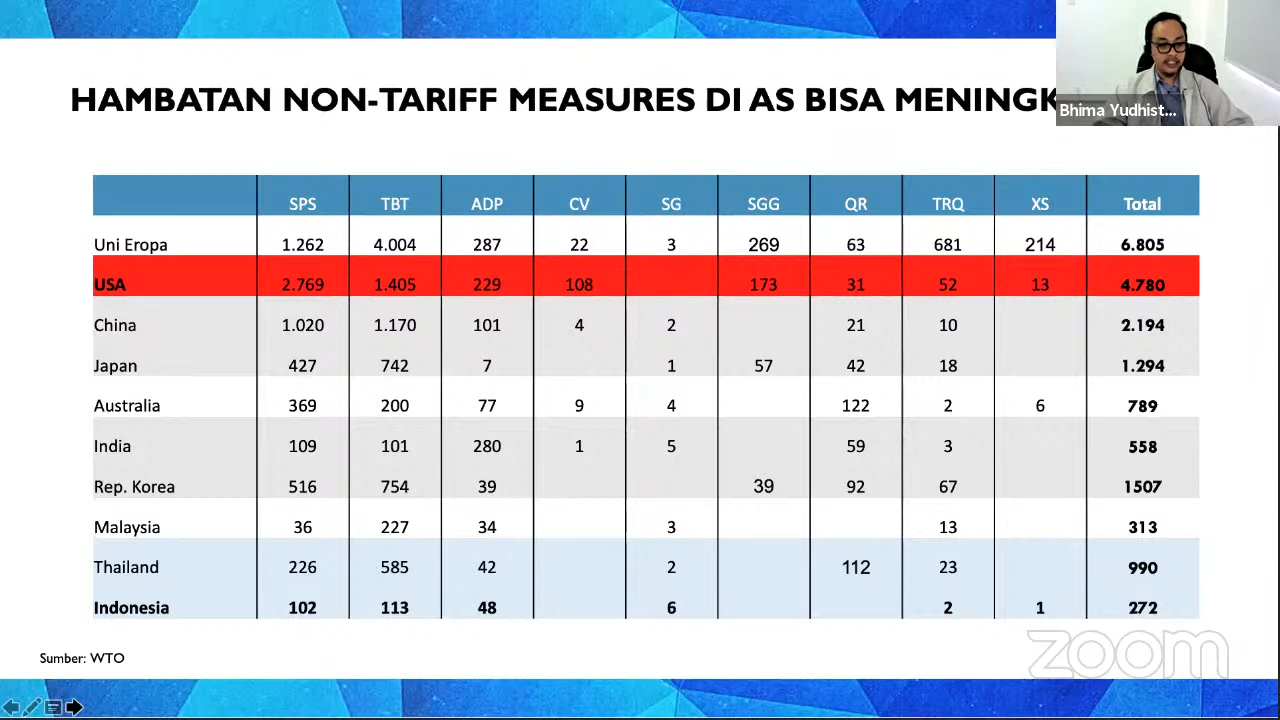 HAMBATAN NON-TARIFF MEASURES DI AS BISA MENINGK
Bhima Yudhist...
SPS TBT ADP CV SG SGG QR TRQ XS Total
Uni Eropa 1.262 4.004 287 22 3 269 63 681 214 6.805
USA 2.769 1.405 229 108 173 31 52 13 4.780
China 1.020 1.170 101 4 2 21 10 2.194
Japan 427 742 7 1 57 42 18 1.294
Australia 369 200 77 9 4 122 2 6 789
India 109 101 280 1 5 59 3 558
Rep. Korea 516 754 39 39 92 67 1507
Malaysia 36 227 34 3 13 313
Thailand 226 585 42 2 112 23 990
Indonesia 102 113 48 6 2 1 272
Sumber: WTO
zoom